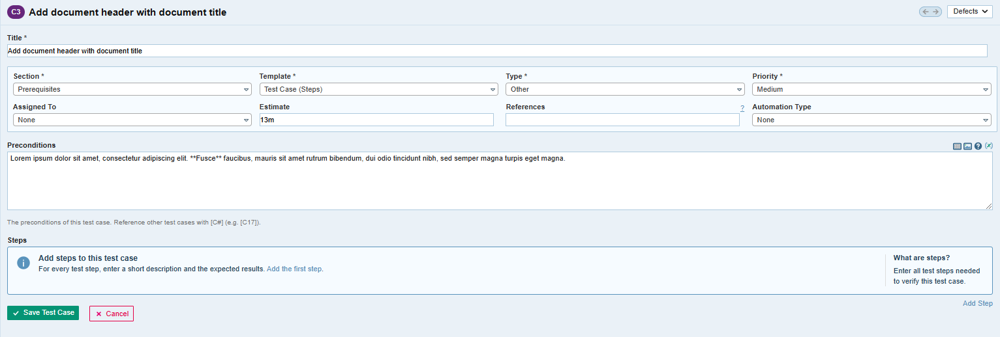 C3 Add document header with document title
Defects
Title *
Add document header with document title
Section * Template * Type * Priority *
Prerequisites Test Case (Steps) Other Medium
Assigned To Estimate References ? Automation Type
None 13m None
Preconditions
Lorem ipsum dolor sit amet, consectetur adipiscing elit. **Fusce** faucibus, mauris sit amet rutrum bibendum, dui odio tincidunt nibh, sed semper magna turpis eget magna.
The preconditions of this test case. Reference other test cases with [C#] (e.g. [C17]).
Steps
Add steps to this test case
For every test step, enter a short description and the expected results. Add the first step.
What are steps?
Enter all test steps needed
to verify this test case.
Add Step
Save Test Case
Cancel